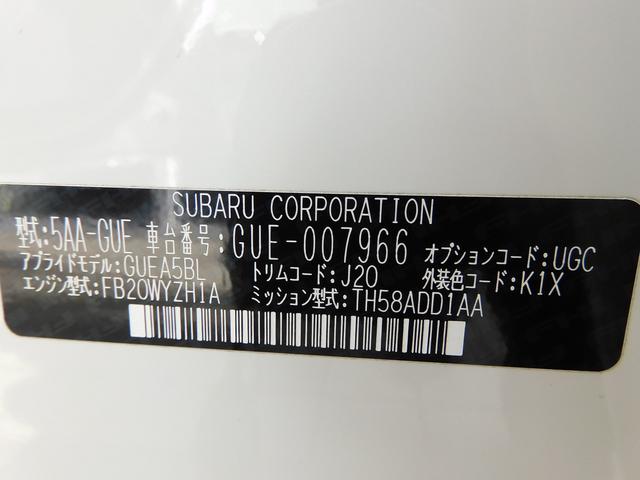 SUBARU CORPORATION
型式:5AA-GUE 車台番号:GUE-007966 オプションコード:UGC
アプライドモデル:GUEA5BL トリムコード:J20 外装色コード:K1X
エンジン型式:FB20WYZH1A ミッション型式:TH58ADD1AA